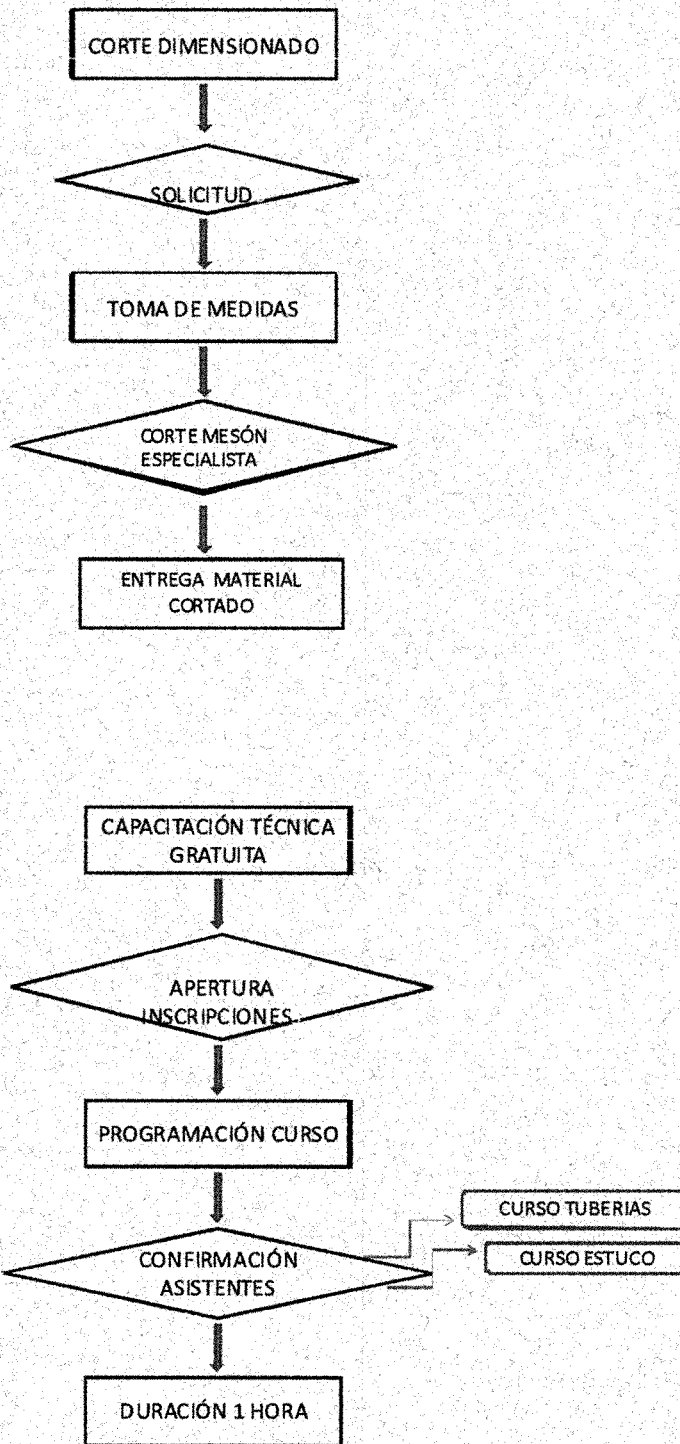 CORTE DIMENSIONADO
SOLICITUD
TOMA DE MEDIDAS
CORTE MESÓN
ESPECIALISTA
ENTREGA MATERIAL
CORTADO
CAPACITACIÓN TÉCNICA
GRATUITA
APERTURA
INSCRIPCIONES
PROGRAMACIÓN CURSO
CONFIRMACIÓN
ASISTENTES
CURSO TUBERIAS
CURSO ESTUCO
DURACIÓN 1 HORA